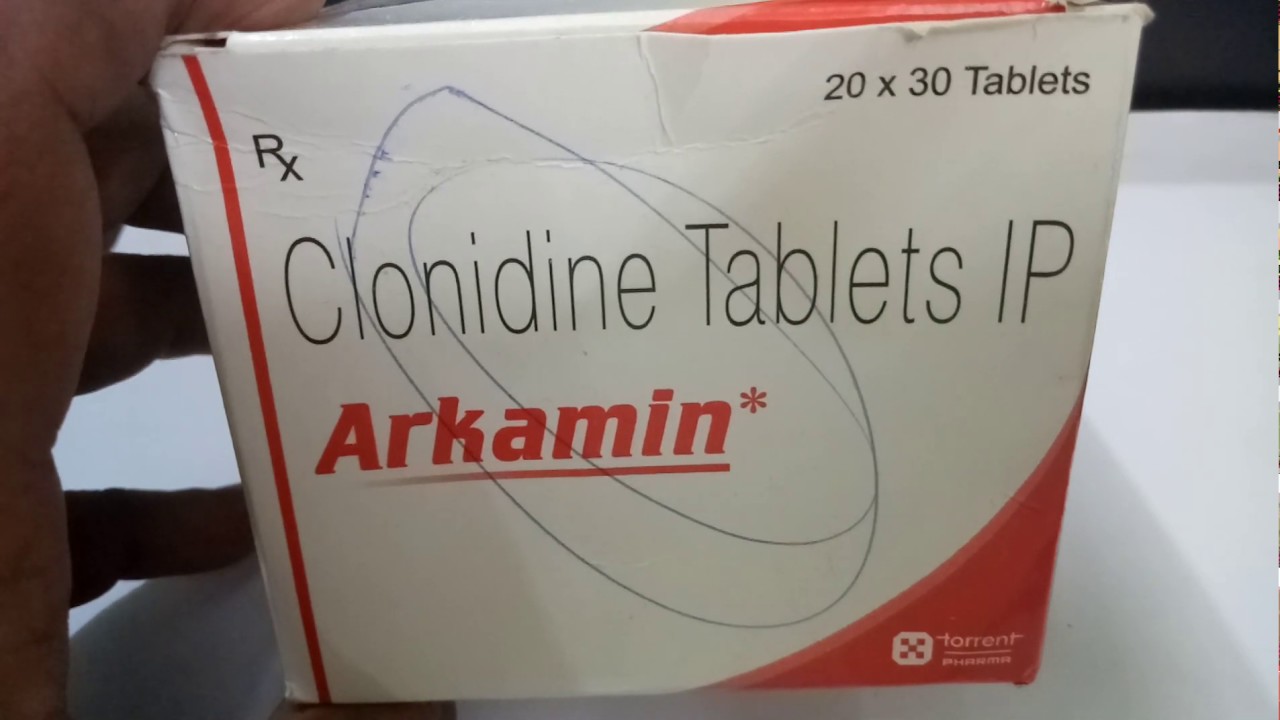 20 x 30 Tablets
Rx
Clonidine Tablets IP
Arkamin*
torrent
PHARMA